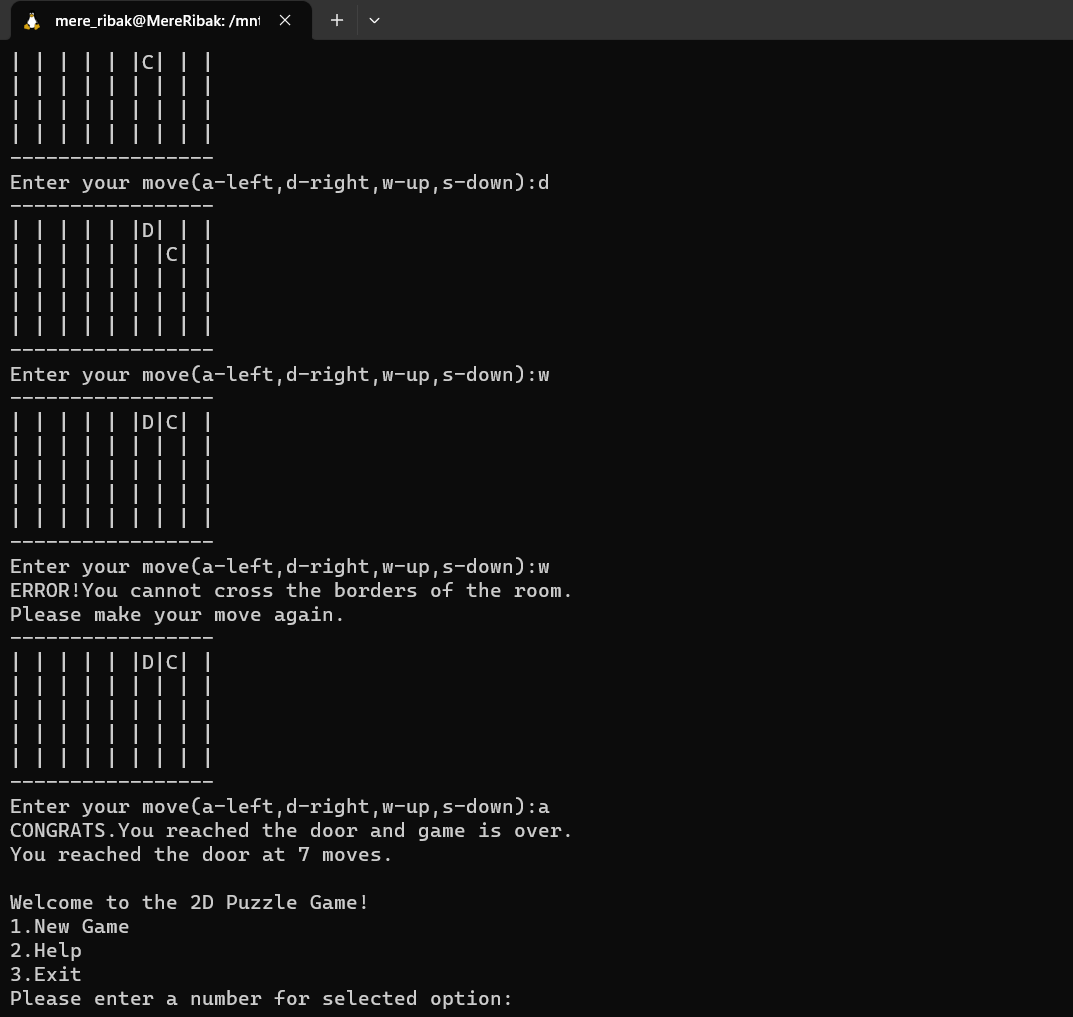 mere_ribak@MereRibak: /mnt
| | | | | |C| | |
| | | | | | | | |
| | | | | | | | |
| | | | | | | | |
-----------------
Enter your move(a-left,d-right,w-up,s-down):d
-----------------
| | | | | |D| | |
| | | | | | |C| |
| | | | | | | | |
| | | | | | | | |
| | | | | | | | |
-----------------
Enter your move(a-left,d-right,w-up,s-down):w
-----------------
| | | | | |D|C| |
| | | | | | | | |
| | | | | | | | |
| | | | | | | | |
| | | | | | | | |
-----------------
Enter your move(a-left,d-right,w-up,s-down):w
ERROR!You cannot cross the borders of the room.
Please make your move again.
-----------------
| | | | | |D|C| |
| | | | | | | | |
| | | | | | | | |
| | | | | | | | |
| | | | | | | | |
-----------------
Enter your move(a-left,d-right,w-up,s-down):a
CONGRATS.You reached the door and game is over.
You reached the door at 7 moves.
Welcome to the 2D Puzzle Game!
1.New Game
2.Help
3.Exit
Please enter a number for selected option: